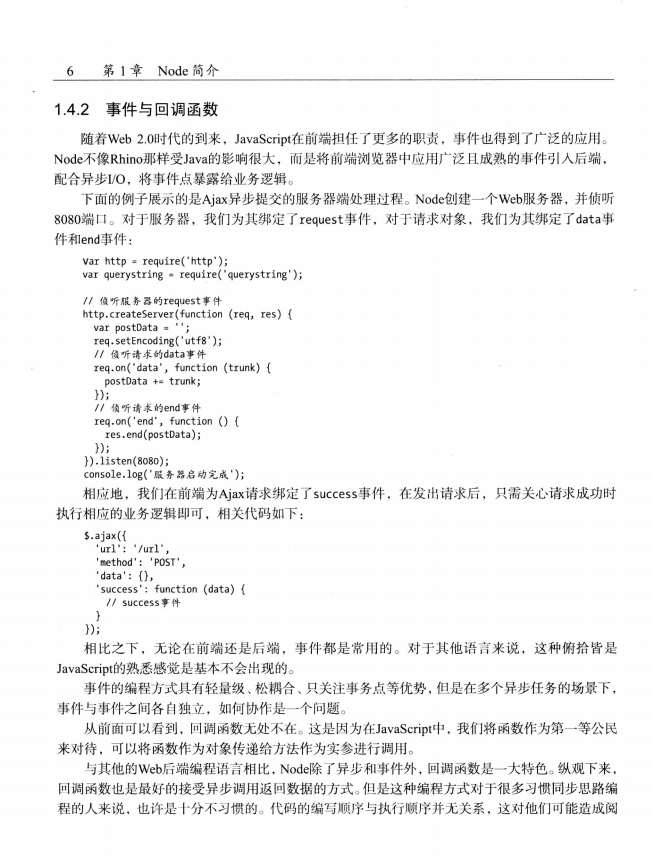 6 第1章 Node 简介
1.4.2 事件与回调函数
随着Web 2.0时代的到来，JavaScript在前端担任了更多的职责，事件也得到了广泛的应用。
Node不像Rhino那样受Java的影响很大，而是将前端浏览器中应用广泛且成熟的事件引入后端，
配合异步I/O，将事件点暴露给业务逻辑。
下面的例子展示的是Ajax异步提交的服务器端处理过程。Node创建一个Web服务器，并侦听
8080端口。对于服务器，我们为其绑定了request事件，对于请求对象，我们为其绑定了data事
件和end事件：
var http = require('http');
var querystring = require('querystring');
// 侦听服务器的request事件
http.createServer(function (req, res) {
var postData = '';
req.setEncoding('utf8');
// 侦听请求的data事件
req.on('data', function (trunk) {
postData += trunk;
});
// 侦听请求的end事件
req.on('end', function () {
res.end(postData);
});
}).listen(8080);
console.log('服务器启动完成');
相应地，我们在前端为Ajax请求绑定了success事件，在发出请求后，只需关心请求成功时
执行相应的业务逻辑即可，相关代码如下：
$.ajax({
'url': '/url',
'method': 'POST',
'data': {},
'success': function (data) {
// success事件
}
});
相比之下，无论在前端还是后端，事件都是常用的。对于其他语言来说，这种俯拾皆是
JavaScript的熟悉感觉是基本不会出现的。
事件的编程方式具有轻量级、松耦合、只关注事务点等优势，但是在多个异步任务的场景下，
事件与事件之间各自独立，如何协作是一个问题。
从前面可以看到，回调函数无处不在。这是因为在JavaScript中，我们将函数作为第一等公民
来对待，可以将函数作为对象传递给方法作为实参进行调用。
与其他的Web后端编程语言相比，Node除了异步和事件外，回调函数是一大特色。纵观下来，
回调函数也是最好的接受异步调用返回数据的方式。但是这种编程方式对于很多习惯同步思路编
程的人来说，也许是十分不习惯的。代码的编写顺序与执行顺序并无关系，这对他们可能造成阅